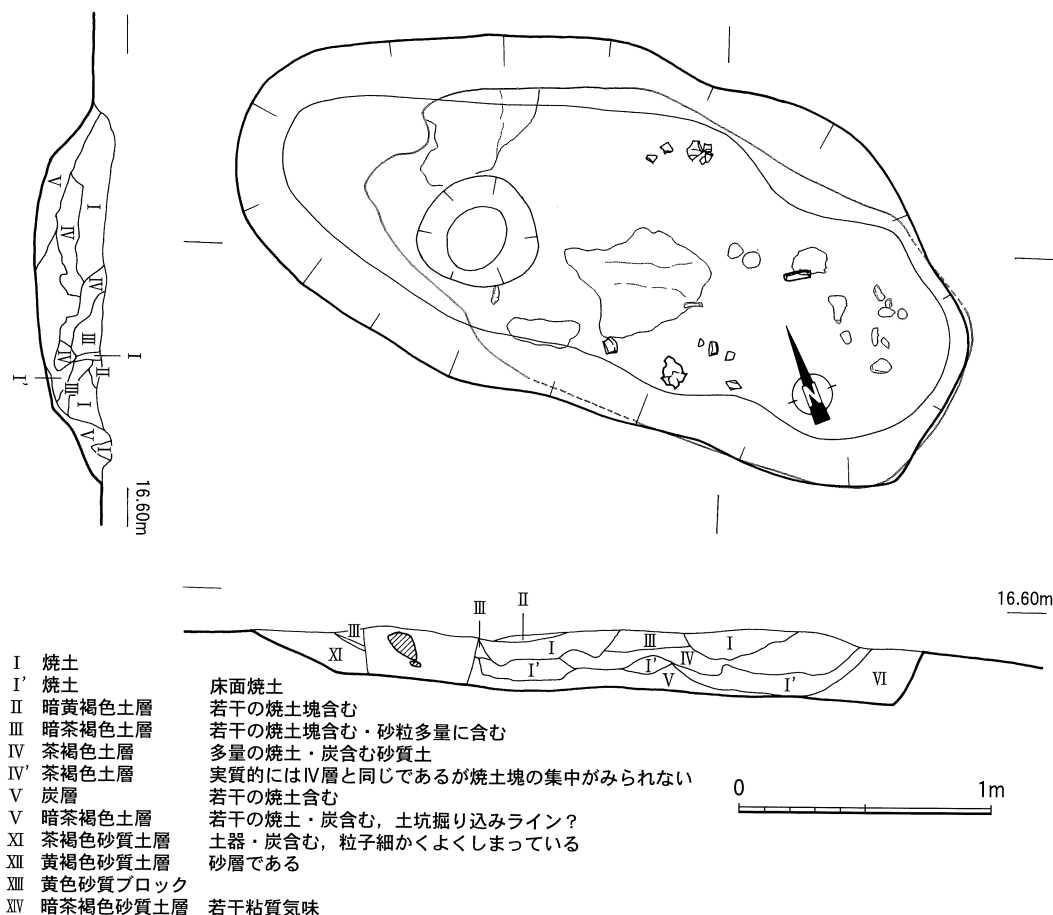 Ⅴ
Ⅰ
Ⅳ
Ⅳ
Ⅲ
Ⅳ
Ⅰ
Ⅱ
Ⅰ'
Ⅲ
Ⅰ
Ⅴ
Ⅰ
16.60m
N
16.60m
Ⅲ
Ⅱ
Ⅲ
Ⅰ
Ⅲ
Ⅰ
Ⅺ
Ⅰ'
Ⅰ'
Ⅳ
Ⅴ
Ⅰ'
Ⅵ
Ⅰ 焼土
Ⅰ' 焼土 床面焼土
Ⅱ 暗黄褐色土層 若干の焼土塊含む
Ⅲ 暗茶褐色土層 若干の焼土塊含む・砂粒多量に含む
Ⅳ 茶褐色土層 多量の焼土・炭含む砂質土
Ⅳ' 茶褐色土層 実質的にはⅣ層と同じであるが焼土塊の集中がみられない
Ⅴ 炭層 若干の焼土含む
Ⅴ 暗茶褐色土層 若干の焼土・炭含む，土坑掘り込みライン？
Ⅺ 茶褐色砂質土層 土器・炭含む，粒子細かくよくしまっている
Ⅻ 黄褐色砂質土層 砂層である
XIII 黄色砂質ブロック
XIV 暗茶褐色砂質土層 若干粘質気味
0 1m